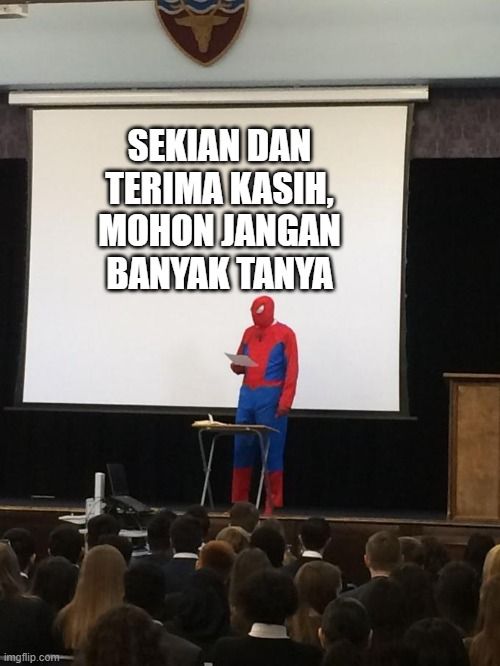 SEKIAN DAN
TERIMA KASIH,
MOHON JANGAN
BANYAK TANYA
imgflip.com